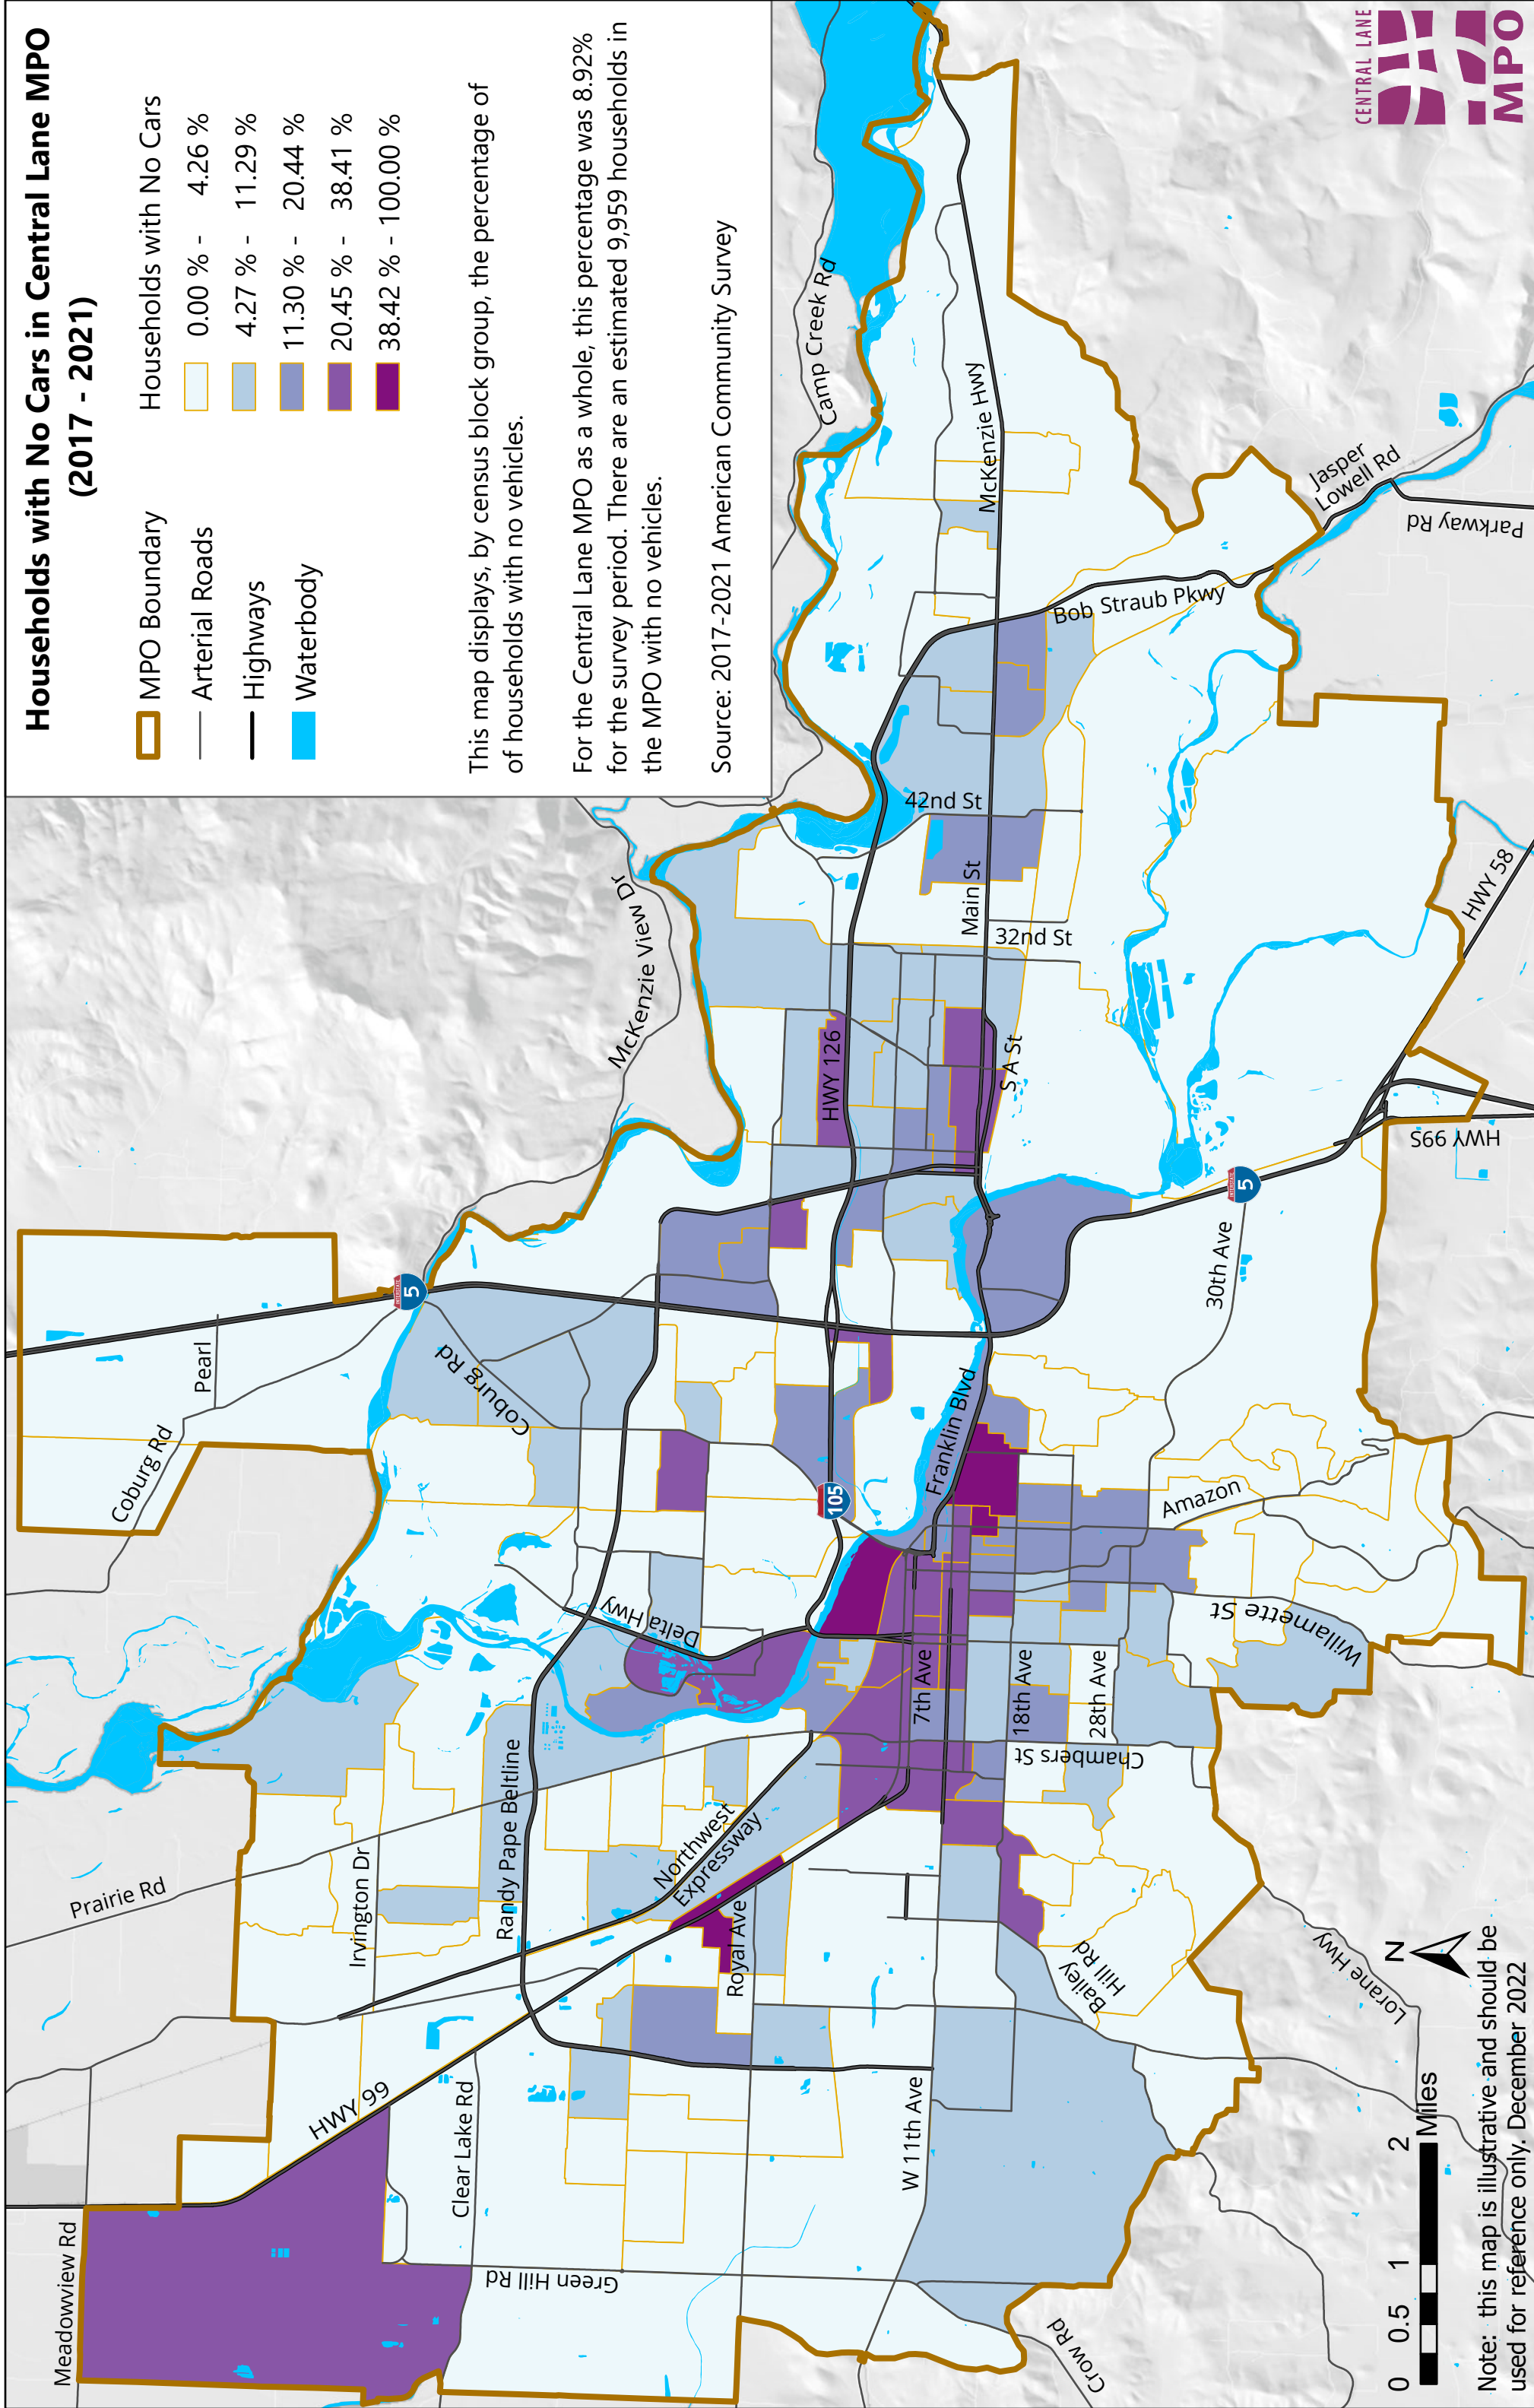 Households with No Cars in Central Lane MPO
(2017 - 2021)
MPO Boundary
Arterial Roads
Highways
Waterbody
Households with No Cars
0.00 % - 4.26 %
4.27 % - 11.29 %
11.30 % - 20.44 %
20.45 % - 38.41 %
38.42 % - 100.00 %
This map displays, by census block group, the percentage of
of households with no vehicles.
For the Central Lane MPO as a whole, this percentage was 8.92%
for the survey period. There are an estimated 9,959 households in
the MPO with no vehicles.
Source: 2017-2021 American Community Survey
Meadowview Rd
HWY 99
Clear Lake Rd
Green Hill Rd
Prairie Rd
Irvington Dr
Randy Pape Beltline
Northwest
Expressway
Royal Ave
W 11th Ave
Crow Rd
Bailey
Hill Rd
Lorane Hwy
Chambers St
7th Ave
18th Ave
28th Ave
Willamette St
Amazon
Delta Hwy
Franklin Blvd
30th Ave
105
5
5
Coburg Rd
Coburg Rd
Pearl
McKenzie View Dr
HWY 126
S A St
Main St
32nd St
42nd St
Camp Creek Rd
McKenzie Hwy
Bob Straub Pkwy
Jasper
Lowell Rd
Parkway Rd
HWY 58
HWY 99S
N
0 0.5 1 2
Miles
Note: this map is illustrative and should be
used for reference only. December 2022
CENTRAL LANE
MPO